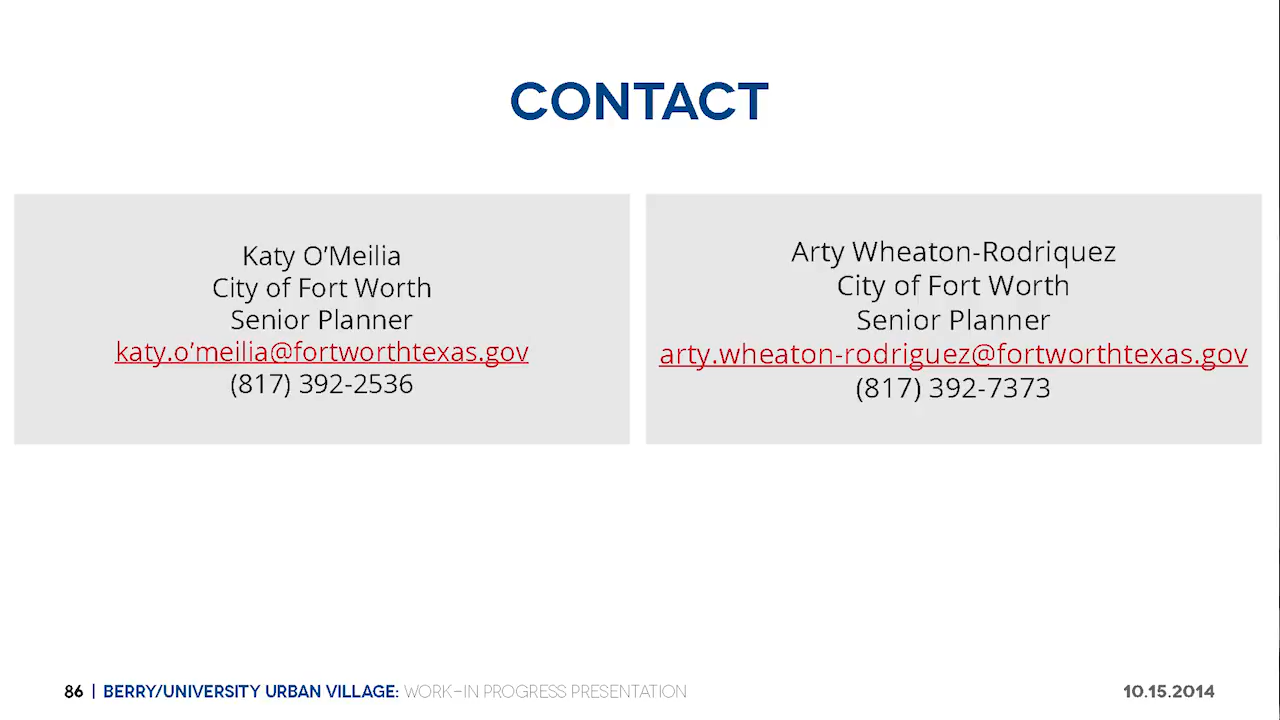 CONTACT
Katy O’Meilia
City of Fort Worth
Senior Planner
katy.o’meilia@fortworthtexas.gov
(817) 392-2536
Arty Wheaton-Rodriquez
City of Fort Worth
Senior Planner
arty.wheaton-rodriguez@fortworthtexas.gov
(817) 392-7373
86 | BERRY/UNIVERSITY URBAN VILLAGE: WORK-IN PROGRESS PRESENTATION
10.15.2014